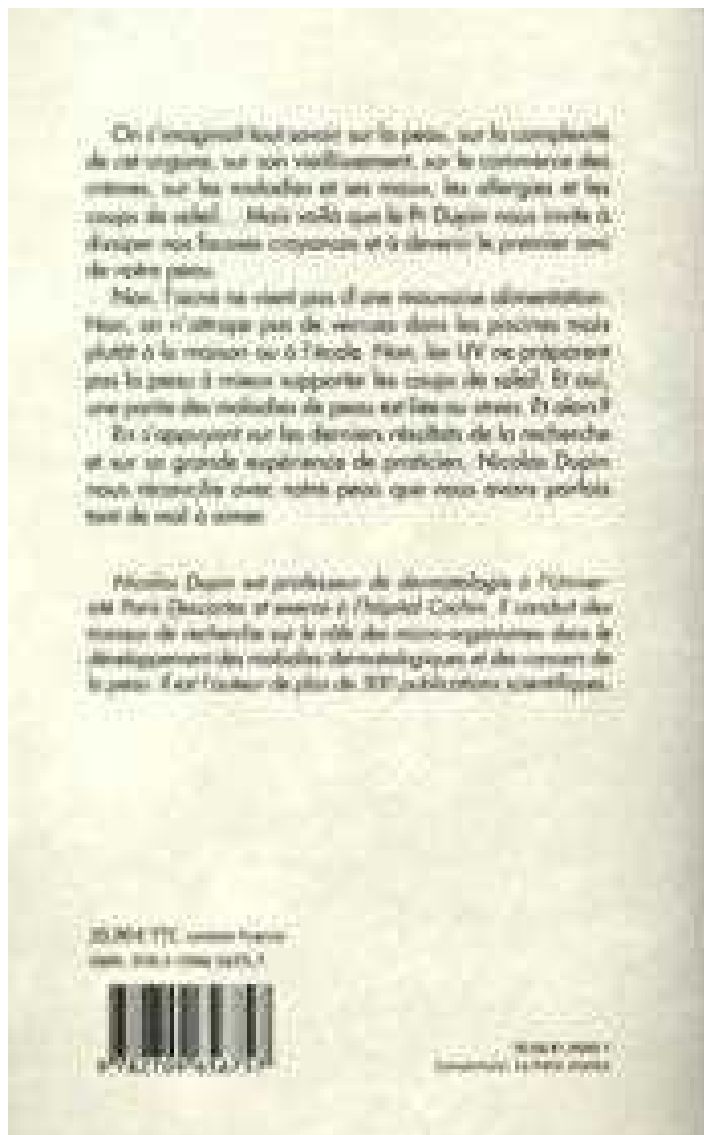 On s'imaginait tout savoir sur la peau, sur la complexité
de cet organe, sur son vieillissement, sur le commerce des
crèmes, sur les maladies et ses maux, les allergies et les
coups de soleil... Mais voilà que le Pr Dupin nous invite à
dissiper nos fausses croyances et à devenir le premier ami
de notre peau.
Non, l'acné ne vient pas d'une mauvaise alimentation.
Non, on n'attrape pas de verrues dans les piscines mais
plutôt à la maison ou à l'école. Non, les UV ne préparent
pas la peau à mieux supporter les coups de soleil. Et oui,
une partie des maladies de peau est liée au stress. Et alors ?
En s'appuyant sur les derniers résultats de la recherche
et sur sa grande expérience de praticien, Nicolas Dupin
nous réconcilie avec notre peau que nous avons parfois
tant de mal à aimer.
Nicolas Dupin est professeur de dermatologie à l'Univer-
sité Paris Descartes et exerce à l'hôpital Cochin. Il conduit des
travaux de recherche sur le rôle des micro-organismes dans le
développement des maladies dermatologiques et des cancers de
la peau. Il est l'auteur de plus de 300 publications scientifiques.
TTC France
ISBN